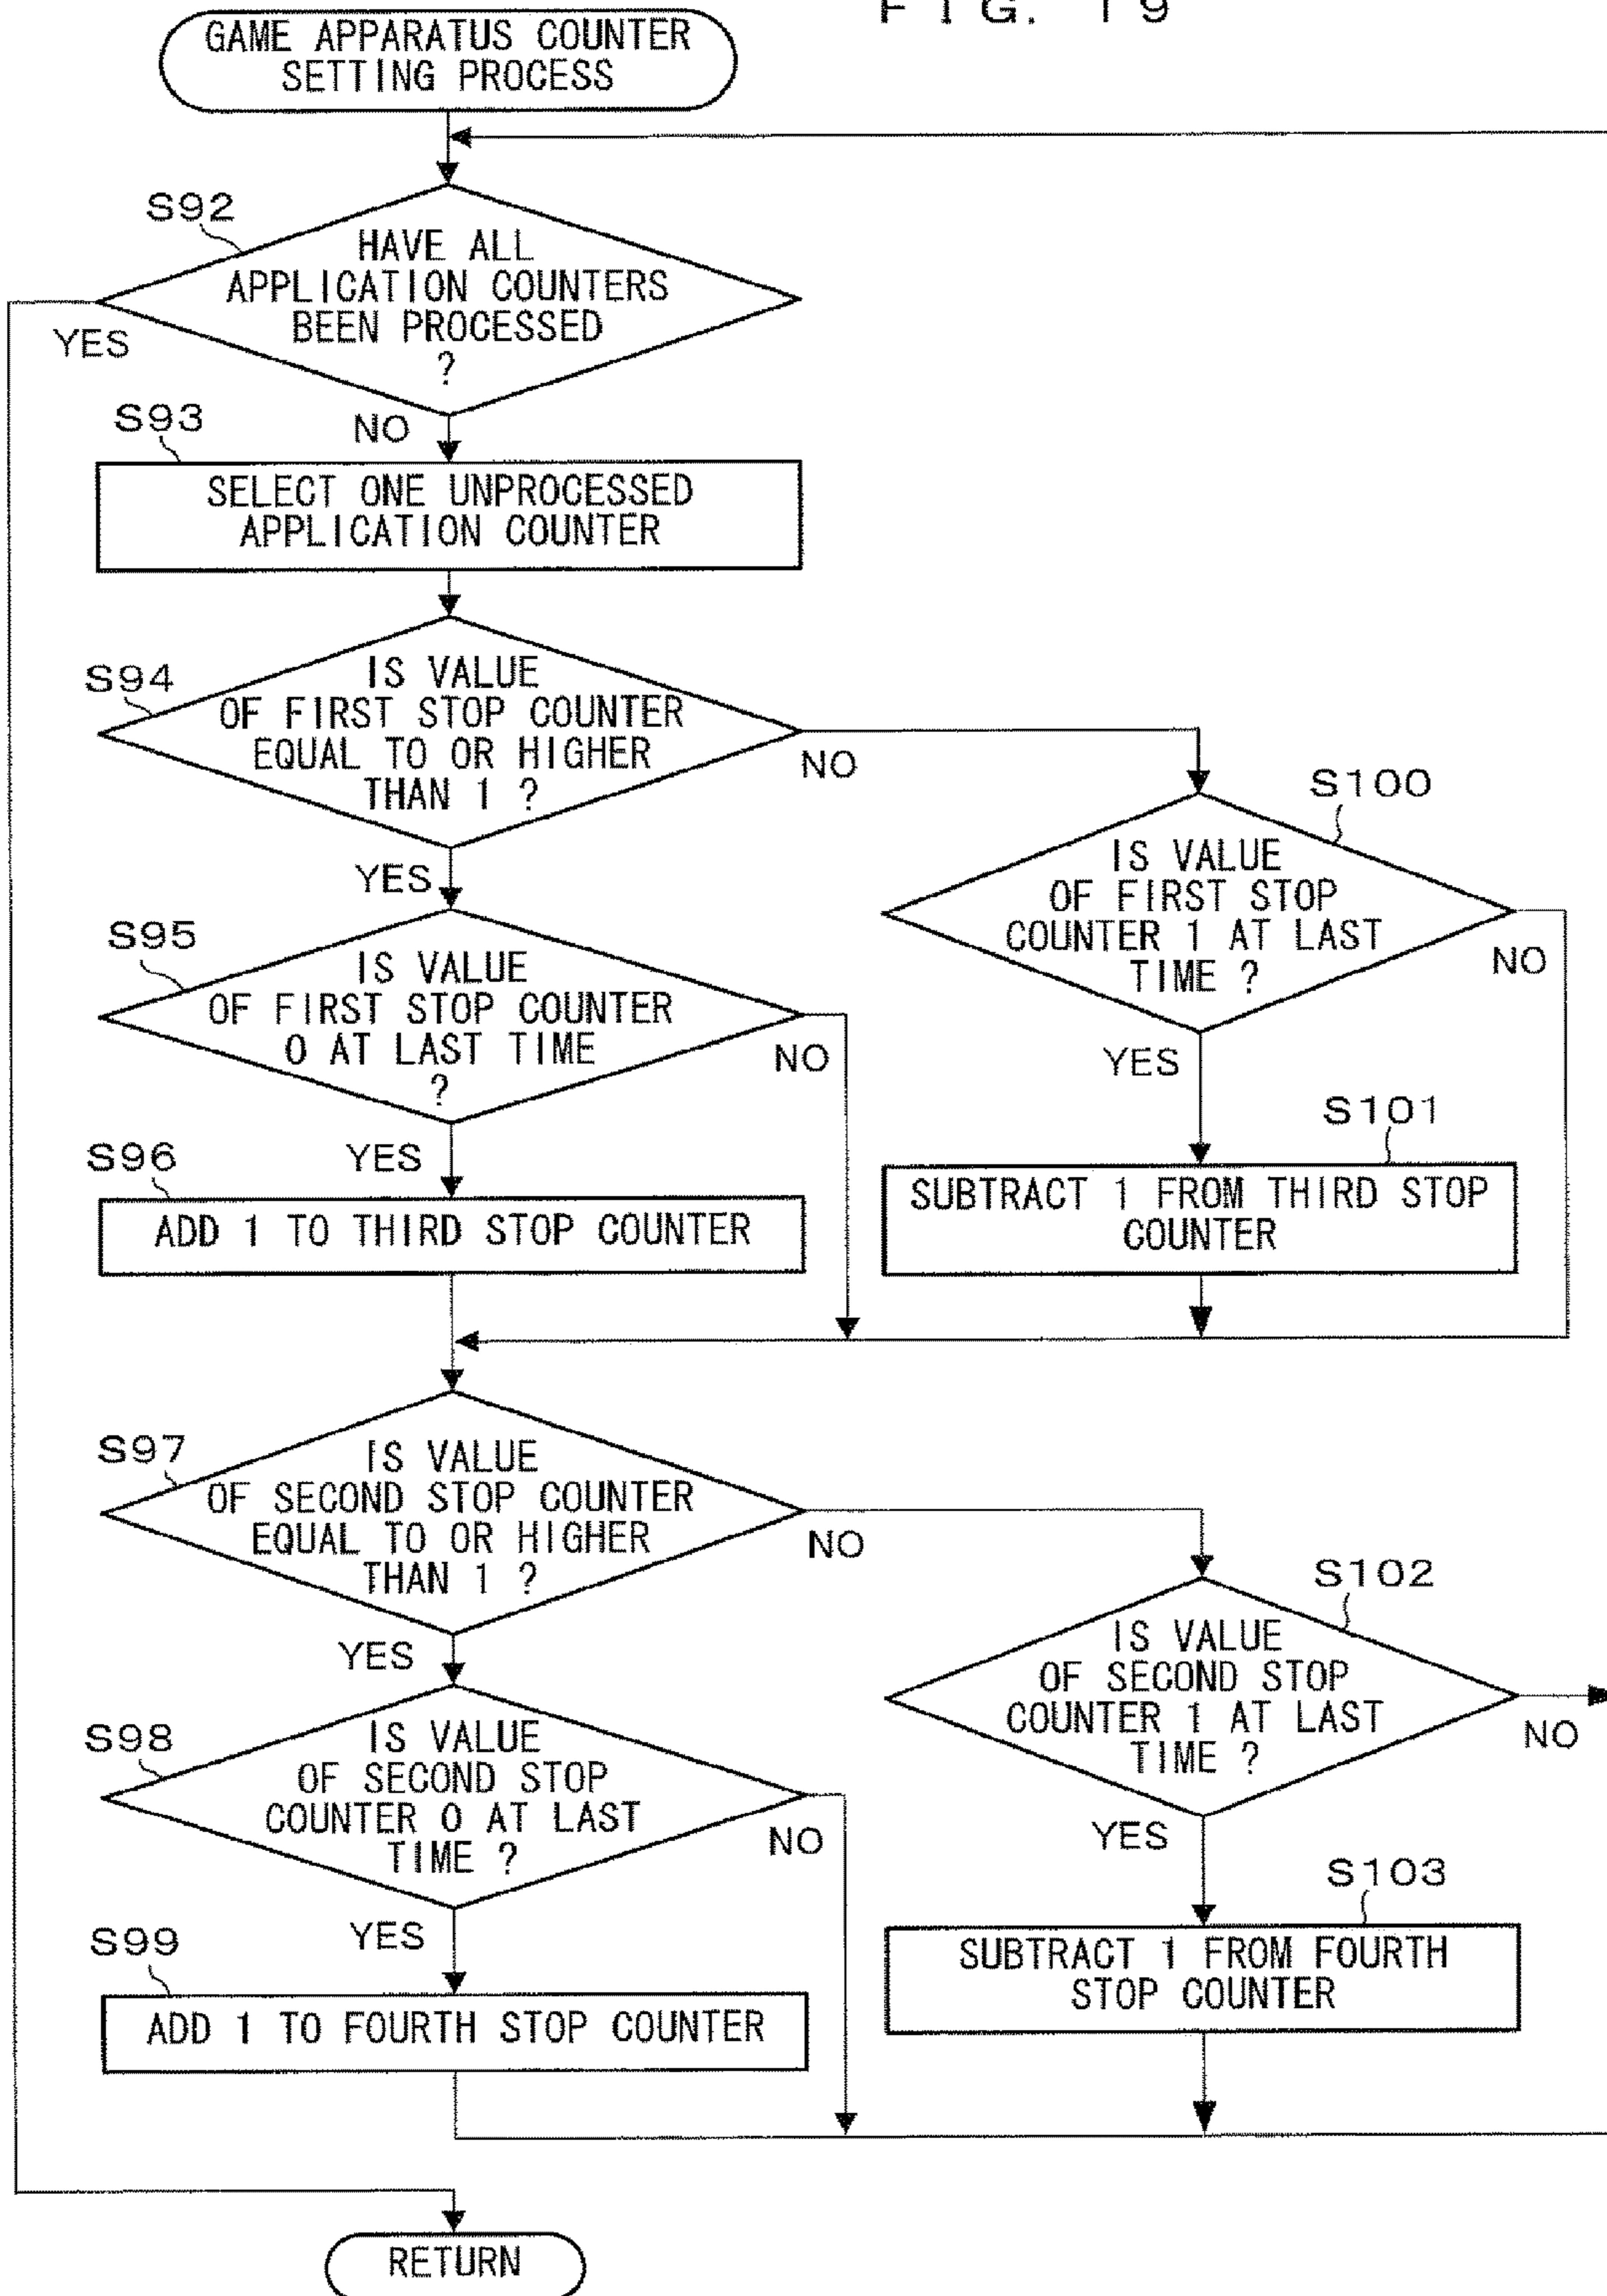 FIG. 19
GAME APPARATUS COUNTER
SETTING PROCESS
S92
HAVE ALL
APPLICATION COUNTERS
BEEN PROCESSED
?
YES
NO
S93
SELECT ONE UNPROCESSED
APPLICATION COUNTER
S94
IS VALUE
OF FIRST STOP COUNTER
EQUAL TO OR HIGHER
THAN 1 ?
NO
YES
S100
IS VALUE
OF FIRST STOP
COUNTER 1 AT LAST
TIME ?
NO
YES
S95
IS VALUE
OF FIRST STOP COUNTER
0 AT LAST TIME
?
NO
YES
S101
SUBTRACT 1 FROM THIRD STOP
COUNTER
S96
ADD 1 TO THIRD STOP COUNTER
S97
IS VALUE
OF SECOND STOP COUNTER
EQUAL TO OR HIGHER
THAN 1 ?
NO
YES
S102
IS VALUE
OF SECOND STOP
COUNTER 1 AT LAST
TIME ?
NO
YES
S98
IS VALUE
OF SECOND STOP
COUNTER 0 AT LAST
TIME ?
NO
YES
S103
SUBTRACT 1 FROM FOURTH
STOP COUNTER
S99
ADD 1 TO FOURTH STOP COUNTER
RETURN